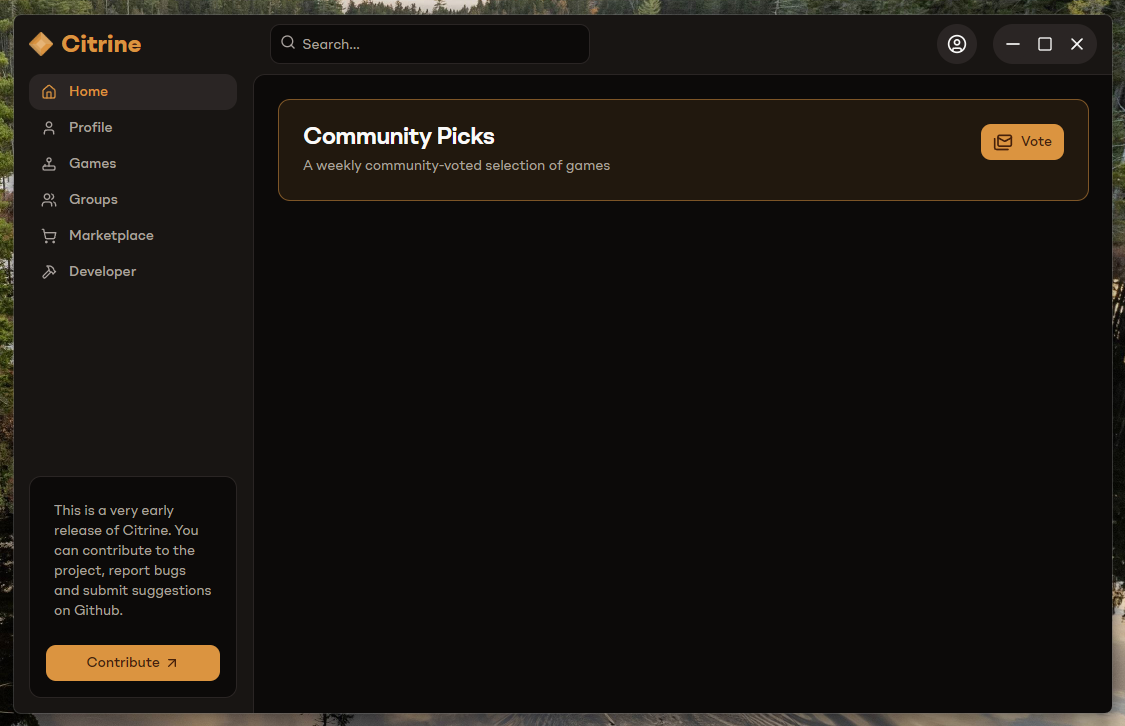 Citrine
Search...
Home
Profile
Games
Groups
Marketplace
Developer
Community Picks
A weekly community-voted selection of games
Vote
This is a very early
release of Citrine. You
can contribute to the
project, report bugs
and submit suggestions
on Github.
Contribute